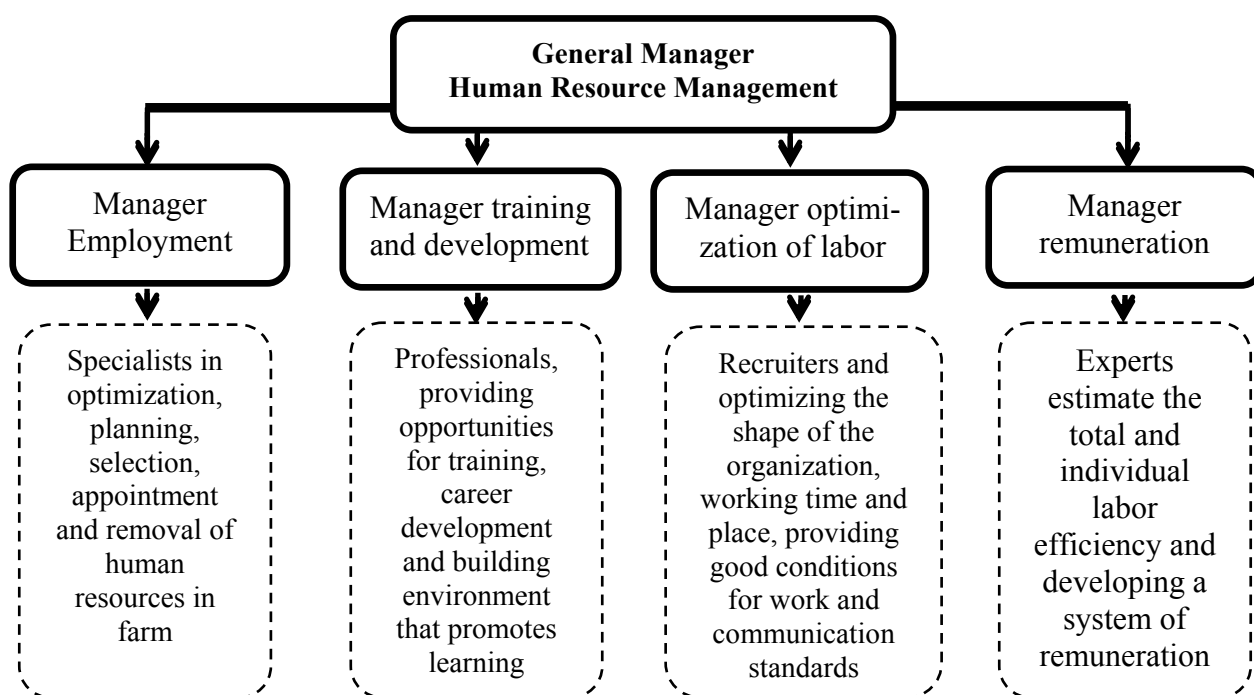 General Manager
Human Resource Management
Manager
Employment
Manager training
and development
Manager optimi-
zation of labor
Manager
remuneration
Specialists in
optimization,
planning,
selection,
appointment
and removal of
human
resources in
farm
Professionals,
providing
opportunities
for training,
career
development
and building
environment
that promotes
learning
Recruiters and
optimizing the
shape of the
organization,
working time and
place, providing
good conditions
for work and
communication
standards
Experts
estimate the
total and
individual
labor
efficiency and
developing a
system of
remuneration